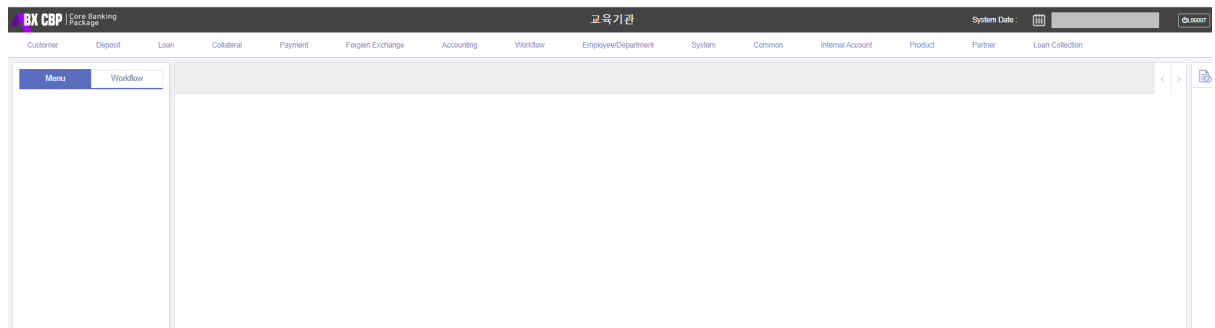 BX CBP Core Banking Package
교육기관
System Date :
LOGOUT
Customer Deposit Loan Collateral Payment Forgien Exchange Accounting Workflow Employee/Department System Common Internal Account Product Partner Loan Collection
Menu Workflow